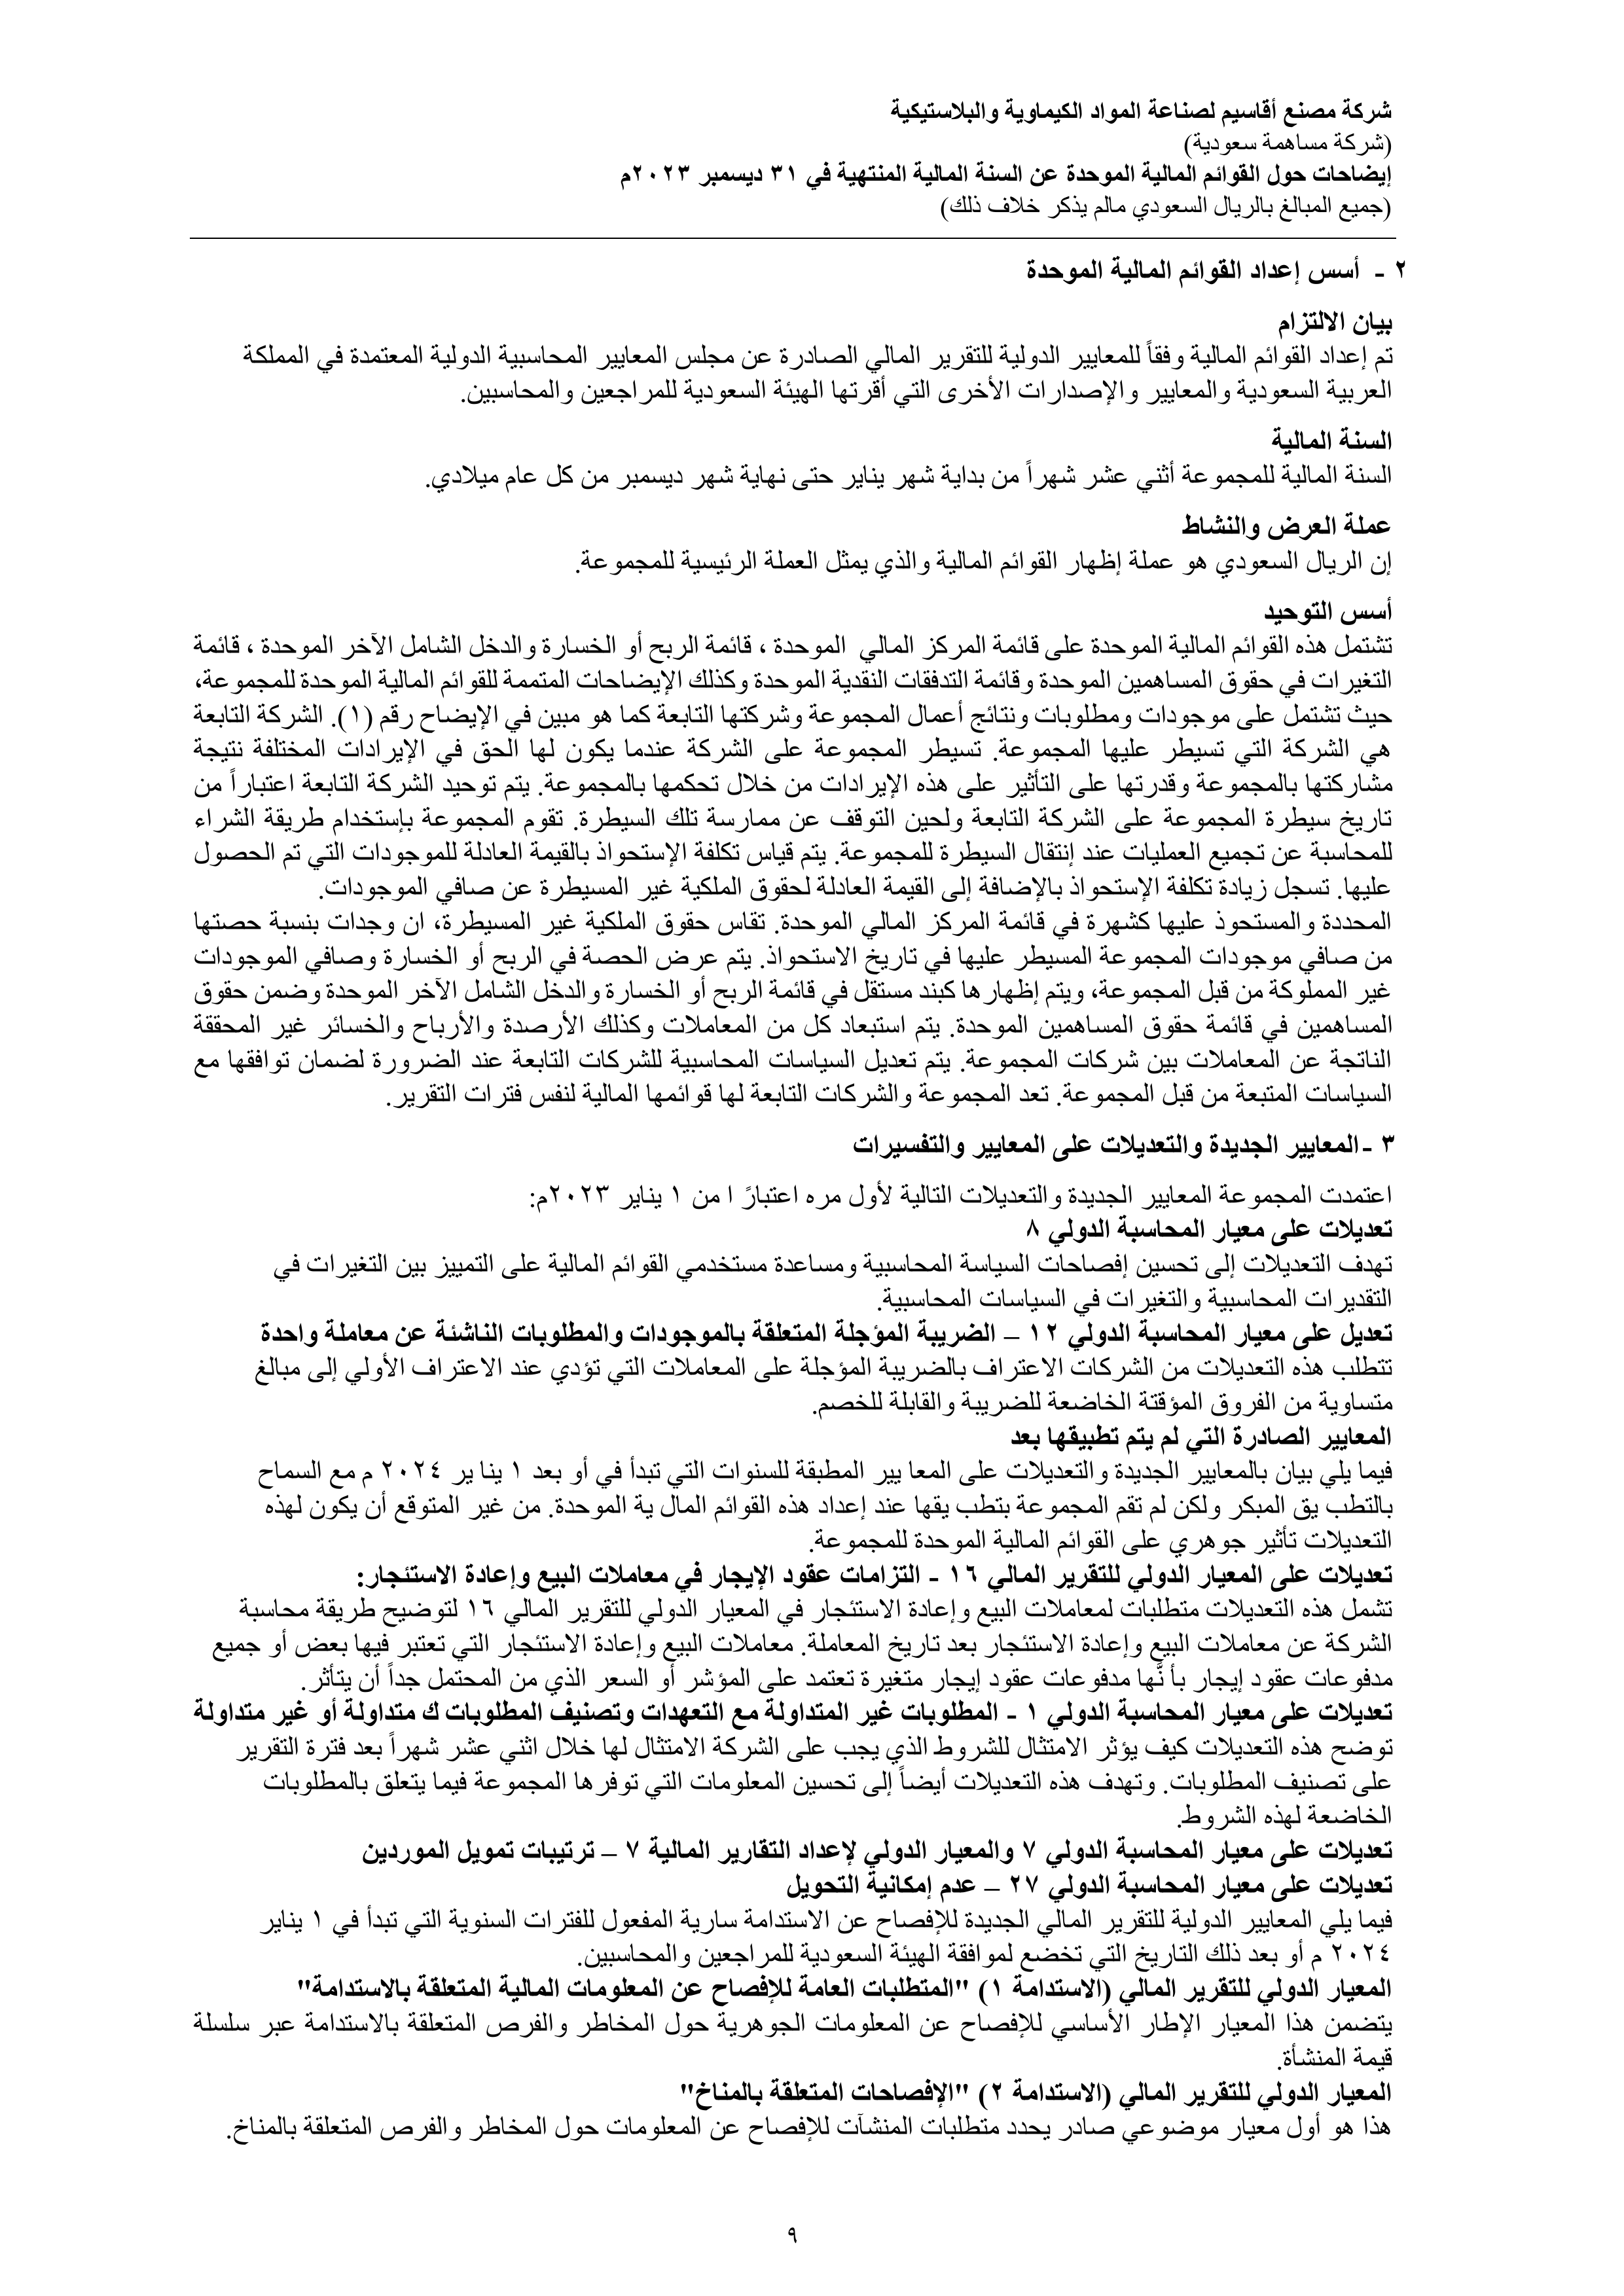 شركة مصنع أقاسيم لصناعة المواد الكيماوية والبلاستيكية
(شركة مساهمة سعودية)
إيضاحات حول القوائم المالية الموحدة عن السنة المالية المنتهية في ٣١ ديسمبر ٢٠٢٣م
(جميع المبالغ بالريال السعودي مالم يذكر خلاف ذلك)
٢ - أسس إعداد القوائم المالية الموحدة
بيان الالتزام
تم إعداد القوائم المالية وفقاً للمعايير الدولية للتقرير المالي الصادرة عن مجلس المعايير المحاسبية الدولية المعتمدة في المملكة
العربية السعودية والمعايير والإصدارات الأخرى التي أقرتها الهيئة السعودية للمراجعين والمحاسبين.
السنة المالية
السنة المالية للمجموعة أثني عشر شهراً من بداية شهر يناير حتى نهاية شهر ديسمبر من كل عام ميلادي.
عملة العرض والنشاط
إن الريال السعودي هو عملة إظهار القوائم المالية والذي يمثل العملة الرئيسية للمجموعة.
أسس التوحيد
تشتمل هذه القوائم المالية الموحدة على قائمة المركز المالي الموحدة ، قائمة الربح أو الخسارة والدخل الشامل الآخر الموحدة ، قائمة
التغيرات في حقوق المساهمين الموحدة وقائمة التدفقات النقدية الموحدة وكذلك الإيضاحات المتممة للقوائم المالية الموحدة للمجموعة،
حيث تشتمل على موجودات ومطلوبات ونتائج أعمال المجموعة وشركتها التابعة كما هو مبين في الإيضاح رقم (١). الشركة التابعة
هي الشركة التي تسيطر عليها المجموعة. تسيطر المجموعة على الشركة عندما يكون لها الحق في الإيرادات المختلفة نتيجة
مشاركتها بالمجموعة وقدرتها على التأثير على هذه الإيرادات من خلال تحكمها بالمجموعة. يتم توحيد الشركة التابعة اعتباراً من
تاريخ سيطرة المجموعة على الشركة التابعة ولحين التوقف عن ممارسة تلك السيطرة. تقوم المجموعة بإستخدام طريقة الشراء
للمحاسبة عن تجميع العمليات عند إنتقال السيطرة للمجموعة. يتم قياس تكلفة الإستحواذ بالقيمة العادلة للموجودات التي تم الحصول
عليها. تسجل زيادة تكلفة الإستحواذ بالإضافة إلى القيمة العادلة لحقوق الملكية غير المسيطرة عن صافي الموجودات.
المحددة والمستحوذ عليها كشهرة في قائمة المركز المالي الموحدة. تقاس حقوق الملكية غير المسيطرة، ان وجدات بنسبة حصتها
من صافي موجودات المجموعة المسيطر عليها في تاريخ الاستحواذ. يتم عرض الحصة في الربح أو الخسارة وصافي الموجودات
غير المملوكة من قبل المجموعة، ويتم إظهارها كبند مستقل في قائمة الربح أو الخسارة والدخل الشامل الآخر الموحدة وضمن حقوق
المساهمين في قائمة حقوق المساهمين الموحدة. يتم استبعاد كل من المعاملات وكذلك الأرصدة والأرباح والخسائر غير المحققة
الناتجة عن المعاملات بين شركات المجموعة. يتم تعديل السياسات المحاسبية للشركات التابعة عند الضرورة لضمان توافقها مع
السياسات المتبعة من قبل المجموعة. تعد المجموعة والشركات التابعة لها قوائمها المالية لنفس فترات التقرير.
٣ - المعايير الجديدة والتعديلات على المعايير والتفسيرات
اعتمدت المجموعة المعايير الجديدة والتعديلات التالية لأول مره اعتبارً ا من ١ يناير ٢٠٢٣م:
تعديلات على معيار المحاسبة الدولي ٨
تهدف التعديلات إلى تحسين إفصاحات السياسة المحاسبية ومساعدة مستخدمي القوائم المالية على التمييز بين التغيرات في
التقديرات المحاسبية والتغيرات في السياسات المحاسبية.
تعديل على معيار المحاسبة الدولي ١٢ – الضريبة المؤجلة المتعلقة بالموجودات والمطلوبات الناشئة عن معاملة واحدة
تتطلب هذه التعديلات من الشركات الاعتراف بالضريبة المؤجلة على المعاملات التي تؤدي عند الاعتراف الأولي إلى مبالغ
متساوية من الفروق المؤقتة الخاضعة للضريبة والقابلة للخصم.
المعايير الصادرة التي لم يتم تطبيقها بعد
فيما يلي بيان بالمعايير الجديدة والتعديلات على المعا يير المطبقة للسنوات التي تبدأ في أو بعد ١ ينا ير ٢٠٢٤ م مع السماح
بالتطب يق المبكر ولكن لم تقم المجموعة بتطب يقها عند إعداد هذه القوائم المال ية الموحدة. من غير المتوقع أن يكون لهذه
التعديلات تأثير جوهري على القوائم المالية الموحدة للمجموعة.
تعديلات على المعيار الدولي للتقرير المالي ١٦ - التزامات عقود الإيجار في معاملات البيع وإعادة الاستئجار:
تشمل هذه التعديلات متطلبات لمعاملات البيع وإعادة الاستئجار في المعيار الدولي للتقرير المالي ١٦ لتوضيح طريقة محاسبة
الشركة عن معاملات البيع وإعادة الاستئجار بعد تاريخ المعاملة. معاملات البيع وإعادة الاستئجار التي تعتبر فيها بعض أو جميع
مدفوعات عقود إيجار بأ نَّها مدفوعات عقود إيجار متغيرة تعتمد على المؤشر أو السعر الذي من المحتمل جداً أن يتأثر.
تعديلات على معيار المحاسبة الدولي ١ - المطلوبات غير المتداولة مع التعهدات وتصنيف المطلوبات ك متداولة أو غير متداولة
توضح هذه التعديلات كيف يؤثر الامتثال للشروط الذي يجب على الشركة الامتثال لها خلال اثني عشر شهراً بعد فترة التقرير
على تصنيف المطلوبات. وتهدف هذه التعديلات أيضاً إلى تحسين المعلومات التي توفرها المجموعة فيما يتعلق بالمطلوبات
الخاضعة لهذه الشروط.
تعديلات على معيار المحاسبة الدولي ٧ والمعيار الدولي لإعداد التقارير المالية ٧ – ترتيبات تمويل الموردين
تعديلات على معيار المحاسبة الدولي ٢٧ – عدم إمكانية التحويل
فيما يلي المعايير الدولية للتقرير المالي الجديدة للإفصاح عن الاستدامة سارية المفعول للفترات السنوية التي تبدأ في ١ يناير
٢٠٢٤ م أو بعد ذلك التاريخ التي تخضع لموافقة الهيئة السعودية للمراجعين والمحاسبين.
المعيار الدولي للتقرير المالي (الاستدامة ١) "المتطلبات العامة للإفصاح عن المعلومات المالية المتعلقة بالاستدامة"
يتضمن هذا المعيار الإطار الأساسي للإفصاح عن المعلومات الجوهرية حول المخاطر والفرص المتعلقة بالاستدامة عبر سلسلة
قيمة المنشأة.
المعيار الدولي للتقرير المالي (الاستدامة ٢) "الإفصاحات المتعلقة بالمناخ"
هذا هو أول معيار موضوعي صادر يحدد متطلبات المنشآت للإفصاح عن المعلومات حول المخاطر والفرص المتعلقة بالمناخ.
٩